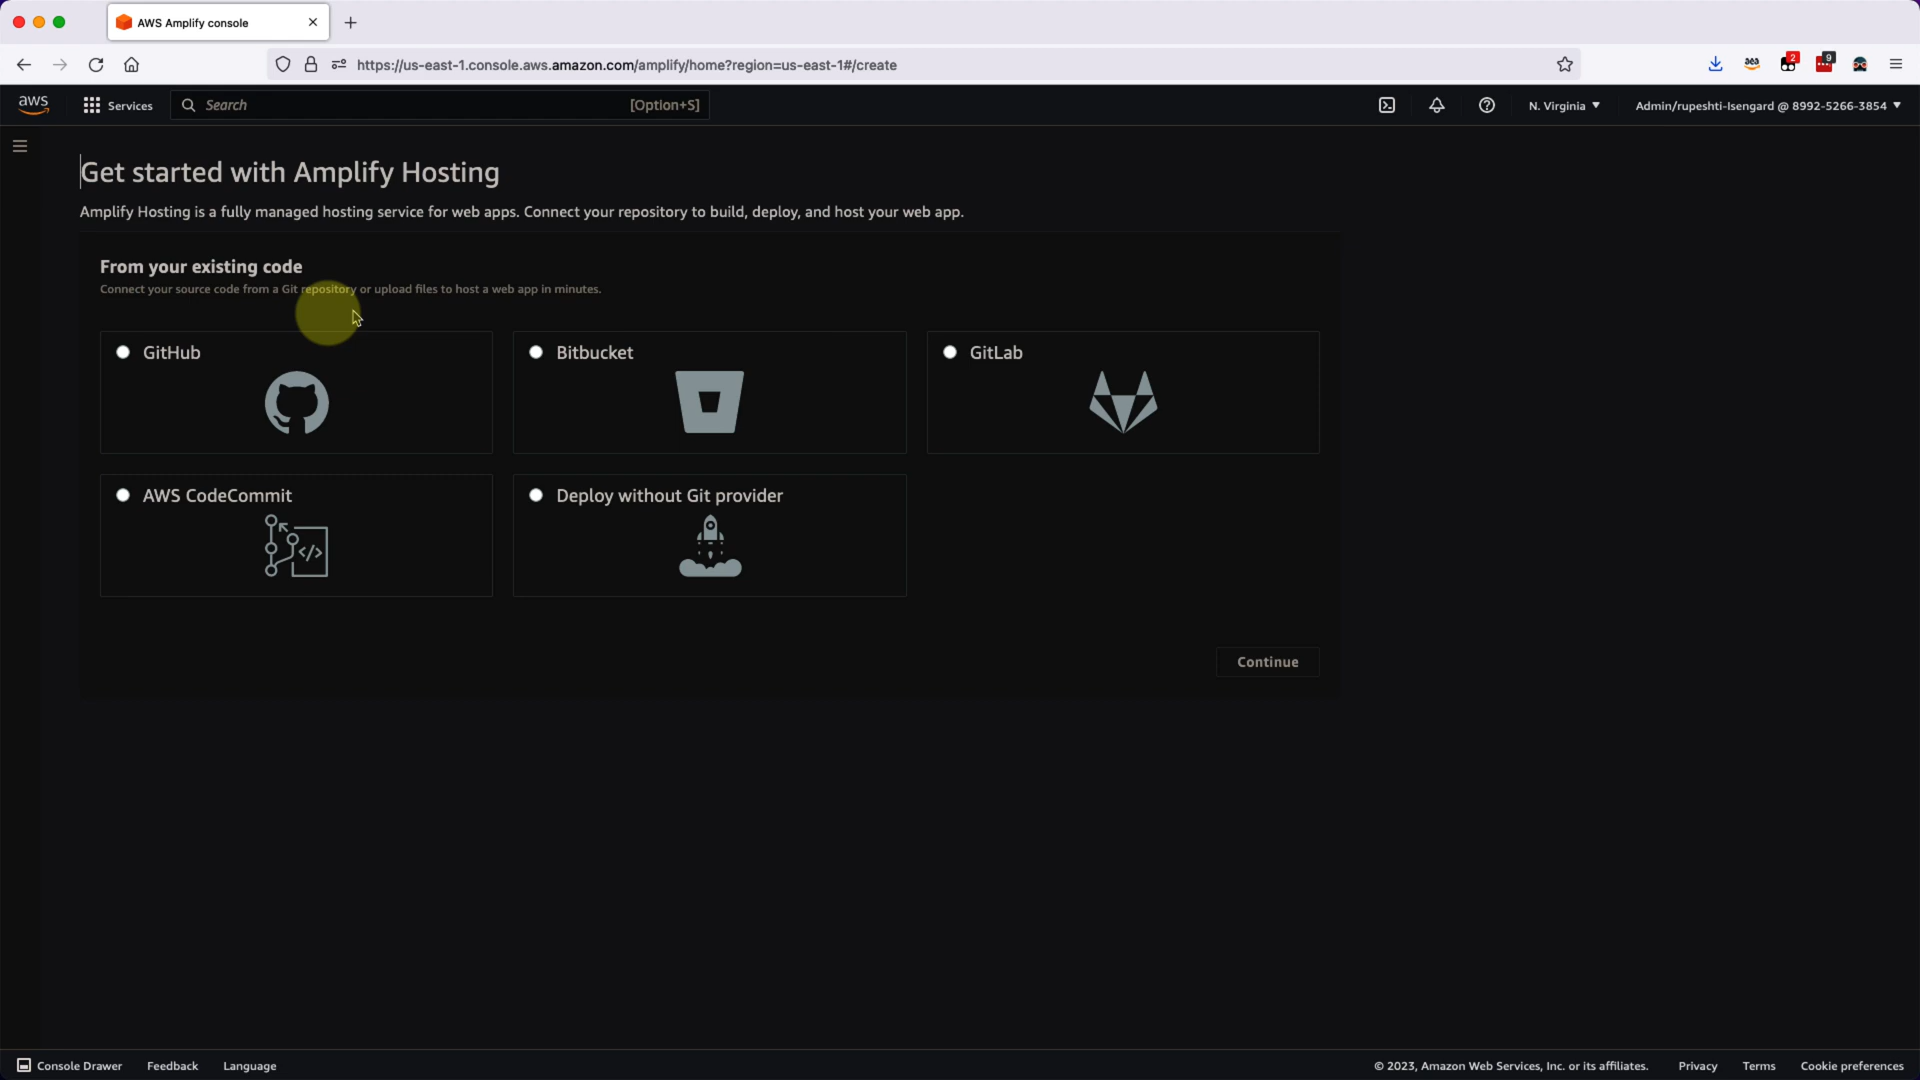 AWS Amplify console
https://us-east-1.console.aws.amazon.com/amplify/home?region=us-east-1#/create
2
9
aws
Services
Search
[Option+S]
N. Virginia
Admin/rupeshti-Isengard @ 8992-5266-3854
Get started with Amplify Hosting
Amplify Hosting is a fully managed hosting service for web apps. Connect your repository to build, deploy, and host your web app.
From your existing code
Connect your source code from a Git repository or upload files to host a web app in minutes.
GitHub
Bitbucket
GitLab
AWS CodeCommit
Deploy without Git provider
Continue
Console Drawer
Feedback
Language
© 2023, Amazon Web Services, Inc. or its affiliates.
Privacy
Terms
Cookie preferences